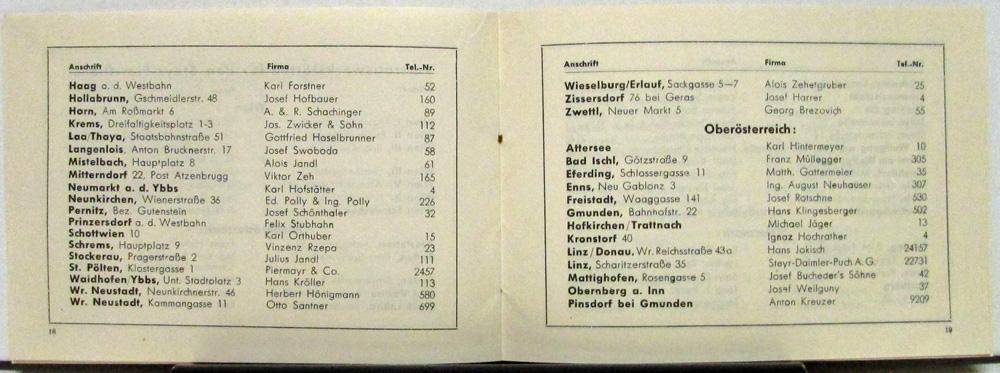 Anschrift Firma Tel.-Nr.
Haag a. d. Westbahn Karl Forstner 52
Hollabrunn, Gschmeidlerstr. 48 Josef Hofbauer 160
Horn, Am Roßmarkt 6 A. & R. Schachinger 89
Krems, Dreifaltigkeitsplatz 1-3 Jos. Zwicker & Sohn 112
Laa/Thaya, Staatsbahnstraße 51 Gottfried Haselbrunner 87
Langenlois, Anton Brucknerstr. 17 Josef Swoboda 58
Mistelbach, Hauptplatz 8 Alois Jandl 61
Mitterndorf 22, Post Atzenbrugg Viktor Zeh 165
Neumarkt a. d. Ybbs Karl Hofstätter 4
Neunkirchen, Wienerstraße 36 Ed. Polly & Ing. Polly 226
Pernitz, Bez. Gutenstein Josef Schönthaler 32
Prinzersdorf a. d. Westbahn Felix Stubhahn
Schottwien 10 Karl Orthuber 15
Schrems, Hauptplatz 9 Vinzenz Rzepa 23
Stockerau, Pragerstraße 2 Julius Jandl 111
St. Pölten, Klostergasse 1 Piermayr & Co. 2457
Waidhofen/Ybbs, Unt. Stadtplatz 3 Hans Kröller 113
Wr. Neustadt, Neunkirchnerstr. 46 Herbert Hönigmann 580
Wr. Neustadt, Kammangasse 11 Otto Santner 699
18
Anschrift Firma Tel.-Nr.
Wieselburg/Erlauf, Sackgasse 5—7 Alois Zehetgruber 25
Zissersdorf 76 bei Geras Josef Harrer 4
Zwettl, Neuer Markt 5 Georg Brezovich 55
Oberösterreich:
Attersee Karl Hintermeyer 10
Bad Ischl, Götzstraße 9 Franz Müllegger 305
Eferding, Schlossergasse 11 Matth. Gattermeier 35
Enns, Neu Gablonz 3 Ing. August Neuhauser 307
Freistadt, Waaggasse 141 Josef Rotschne 530
Gmunden, Bahnhofstr. 22 Hans Klingesberger 502
Hofkirchen/Trattnach Michael Jäger 13
Kronstorf 40 Ignaz Hochrather 4
Linz/Donau, Wr. Reichsstraße 43a Hans Jokisch 24157
Linz, Scharitzerstraße 35 Steyr-Daimler-Puch A.G. 22731
Mattighofen, Rosengasse 5 Josef Bucheder's Söhne 42
Obernberg a. Inn Josef Weilguny 37
Pinsdorf bei Gmunden Anton Kreuzer 9209
19